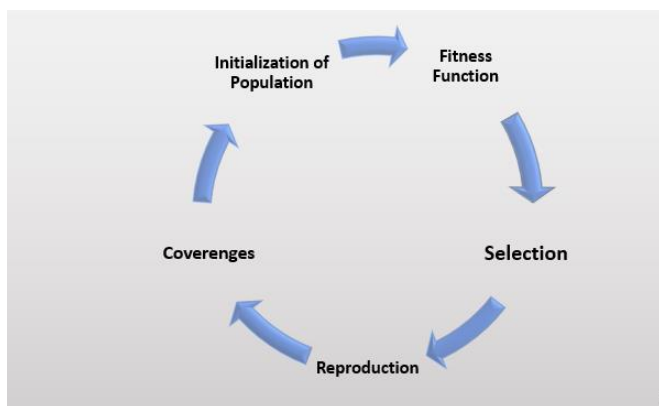 Initialization of
Population
Fitness
Function
Selection
Reproduction
Coverenges